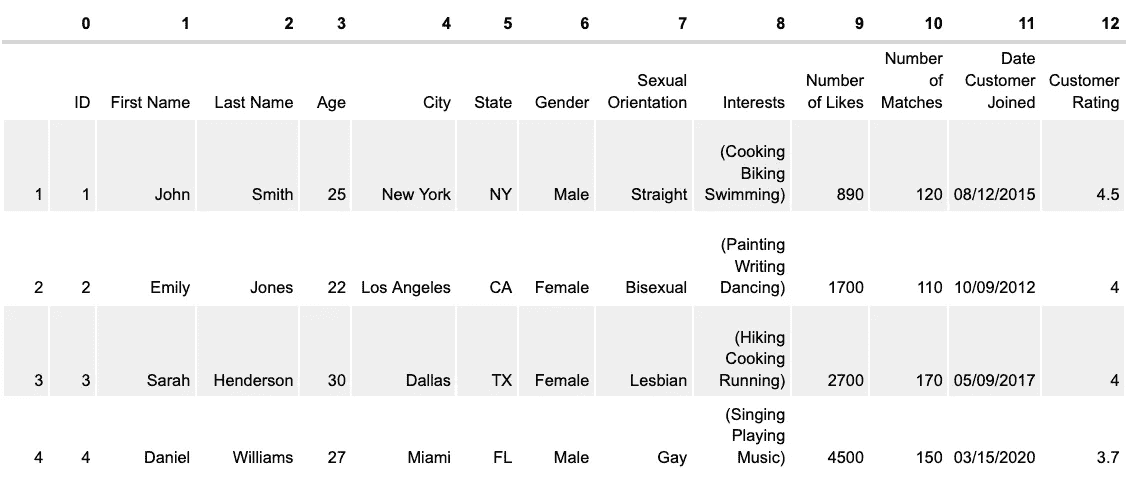 0 1 2 3 4 5 6 7 8 9 10 11 12
Number Date
Sexual Number of Customer Customer
ID First Name Last Name Age City State Gender Orientation Interests of Likes Matches Joined Rating
(Cooking
Biking
1 1 John Smith 25 New York NY Male Straight Swimming) 890 120 08/12/2015 4.5
(Painting
Writing
2 2 Emily Jones 22 Los Angeles CA Female Bisexual Dancing) 1700 110 10/09/2012 4
(Hiking
Cooking
3 3 Sarah Henderson 30 Dallas TX Female Lesbian Running) 2700 170 05/09/2017 4
(Singing
Playing
4 4 Daniel Williams 27 Miami FL Male Gay Music) 4500 150 03/15/2020 3.7